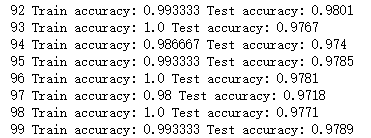 92 Train accuracy: 0.993333 Test accuracy: 0.9801
93 Train accuracy: 1.0 Test accuracy: 0.9767
94 Train accuracy: 0.986667 Test accuracy: 0.974
95 Train accuracy: 0.993333 Test accuracy: 0.9785
96 Train accuracy: 1.0 Test accuracy: 0.9781
97 Train accuracy: 0.98 Test accuracy: 0.9718
98 Train accuracy: 1.0 Test accuracy: 0.9771
99 Train accuracy: 0.993333 Test accuracy: 0.9789